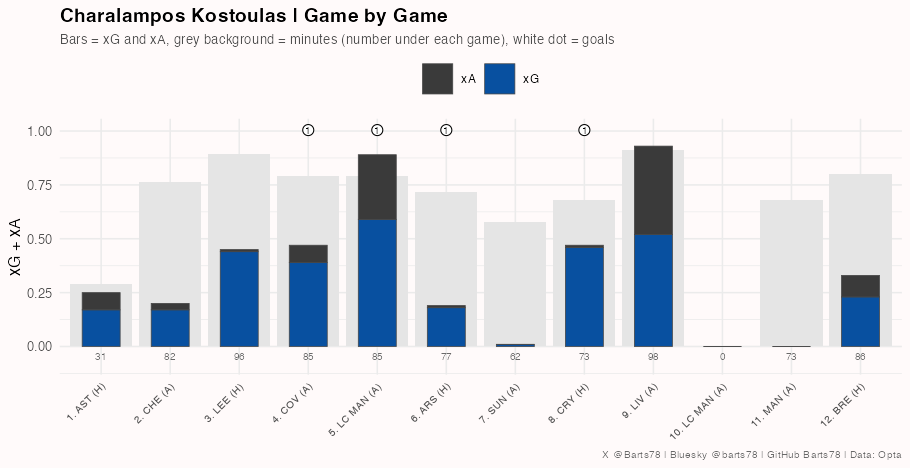 Charalampos Kostoulas | Game by Game
Bars = xG and xA, grey background = minutes (number under each game), white dot = goals
xA xG
xG + xA
1.00
0.75
0.50
0.25
0.00
1 1 1 1
31 82 96 85 85 77 62 73 98 0 73 86
1. AST (H)
2. CHE (A)
3. LEE (H)
4. COV (A)
5. LC MAN (A)
6. ARS (H)
7. SUN (A)
8. CRY (H)
9. LIV (A)
10. LC MAN (A)
11. MAN (A)
12. BRE (H)
X @Barts78 | Bluesky @barts78 | GitHub Barts78 | Data: Opta